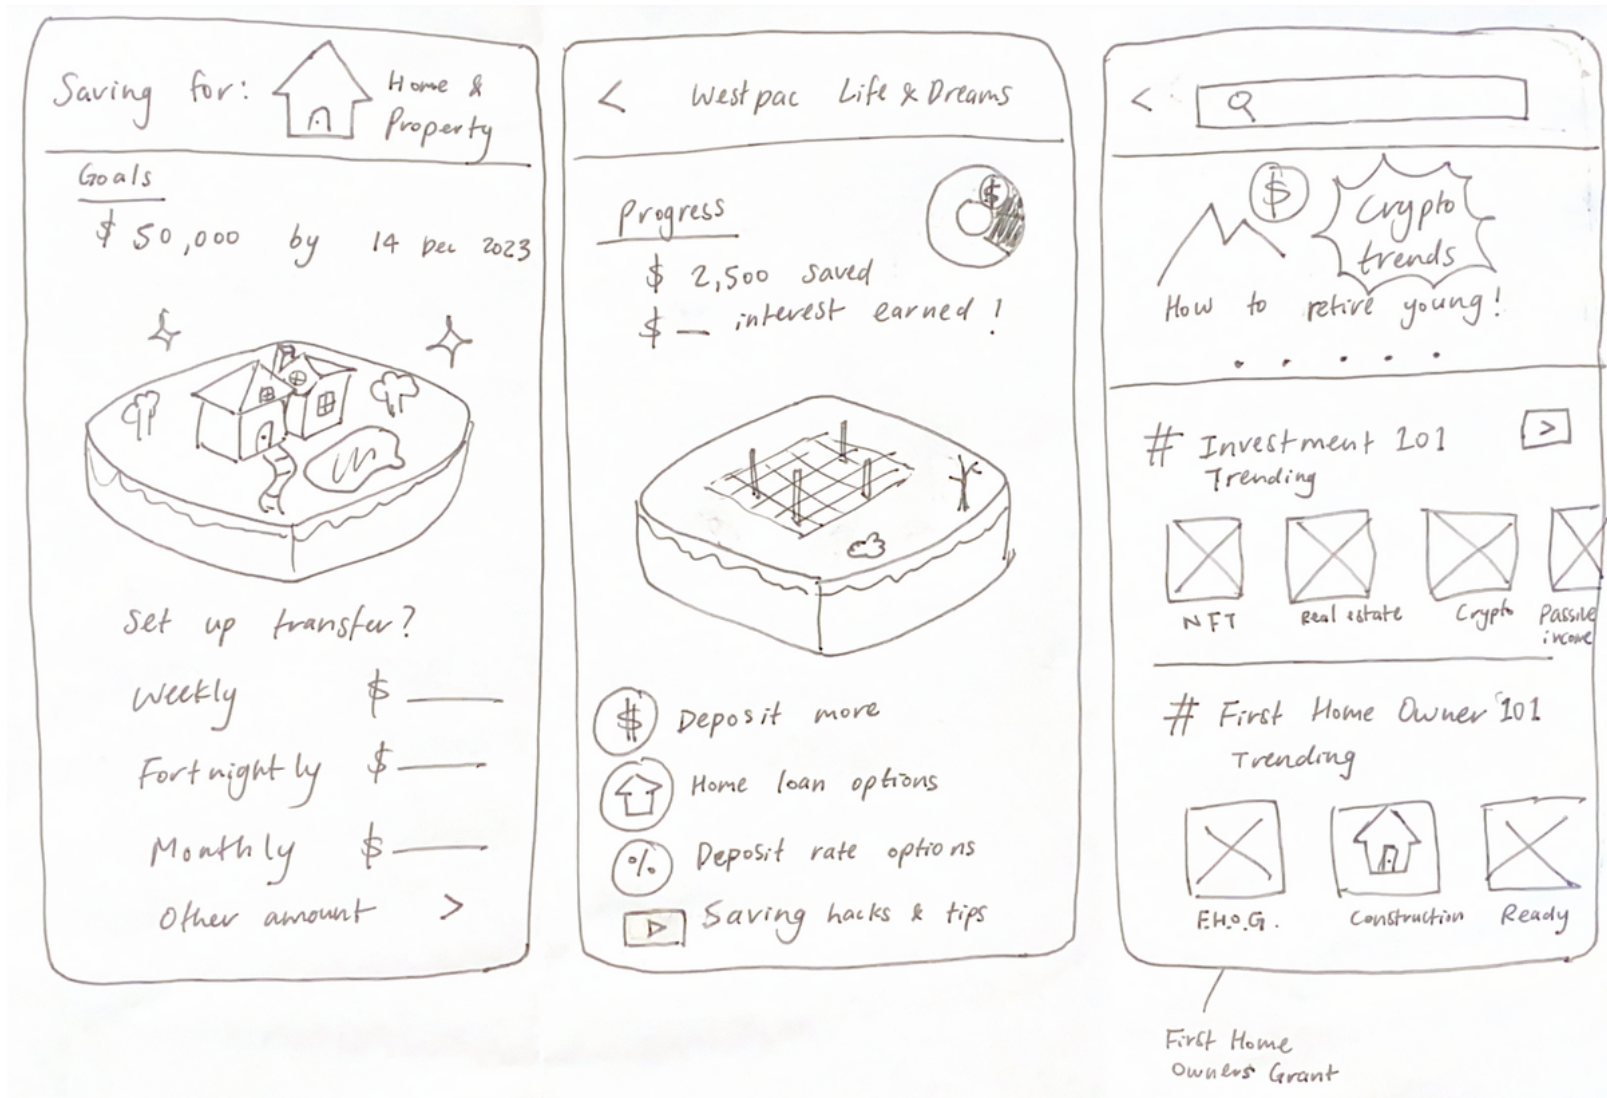 Saving for:
Home &
Property
Goals
$ 50,000 by 14 Dec 2023
Set up transfer?
Weekly $
Fortnightly $
Monthly $
Other amount >
< Westpac Life & Dreams
$
Progress
$ 2,500 saved
$ — interest earned!
$ Deposit more
Home loan options
% Deposit rate options
Saving hacks & tips
<
$
Crypto
trends
How to retire young!
# Investment 101
Trending
>
NFT Real estate Crypto Passive
income
# First Home Owner 101
Trending
F.H.O.G. Construction Ready
First Home
Owners Grant